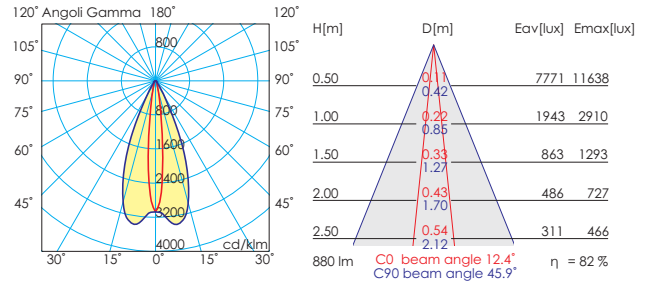 120° Angoli Gamma 180° 120°
105° 800 105°
90° 90°
75° 800 75°
60° 1600 60°
2400
45° 3200 45°
4000 cd/klm
30° 15° 0° 15° 30°
H[m] D[m] Eav[lux] Emax[lux]
0.50 0.11 7771 11638
0.42
1.00 0.22 1943 2910
0.85
1.50 0.33 863 1293
1.27
2.00 0.43 486 727
1.70
2.50 0.54 311 466
2.12
880 lm C0 beam angle 12.4° η = 82 %
C90 beam angle 45.9°